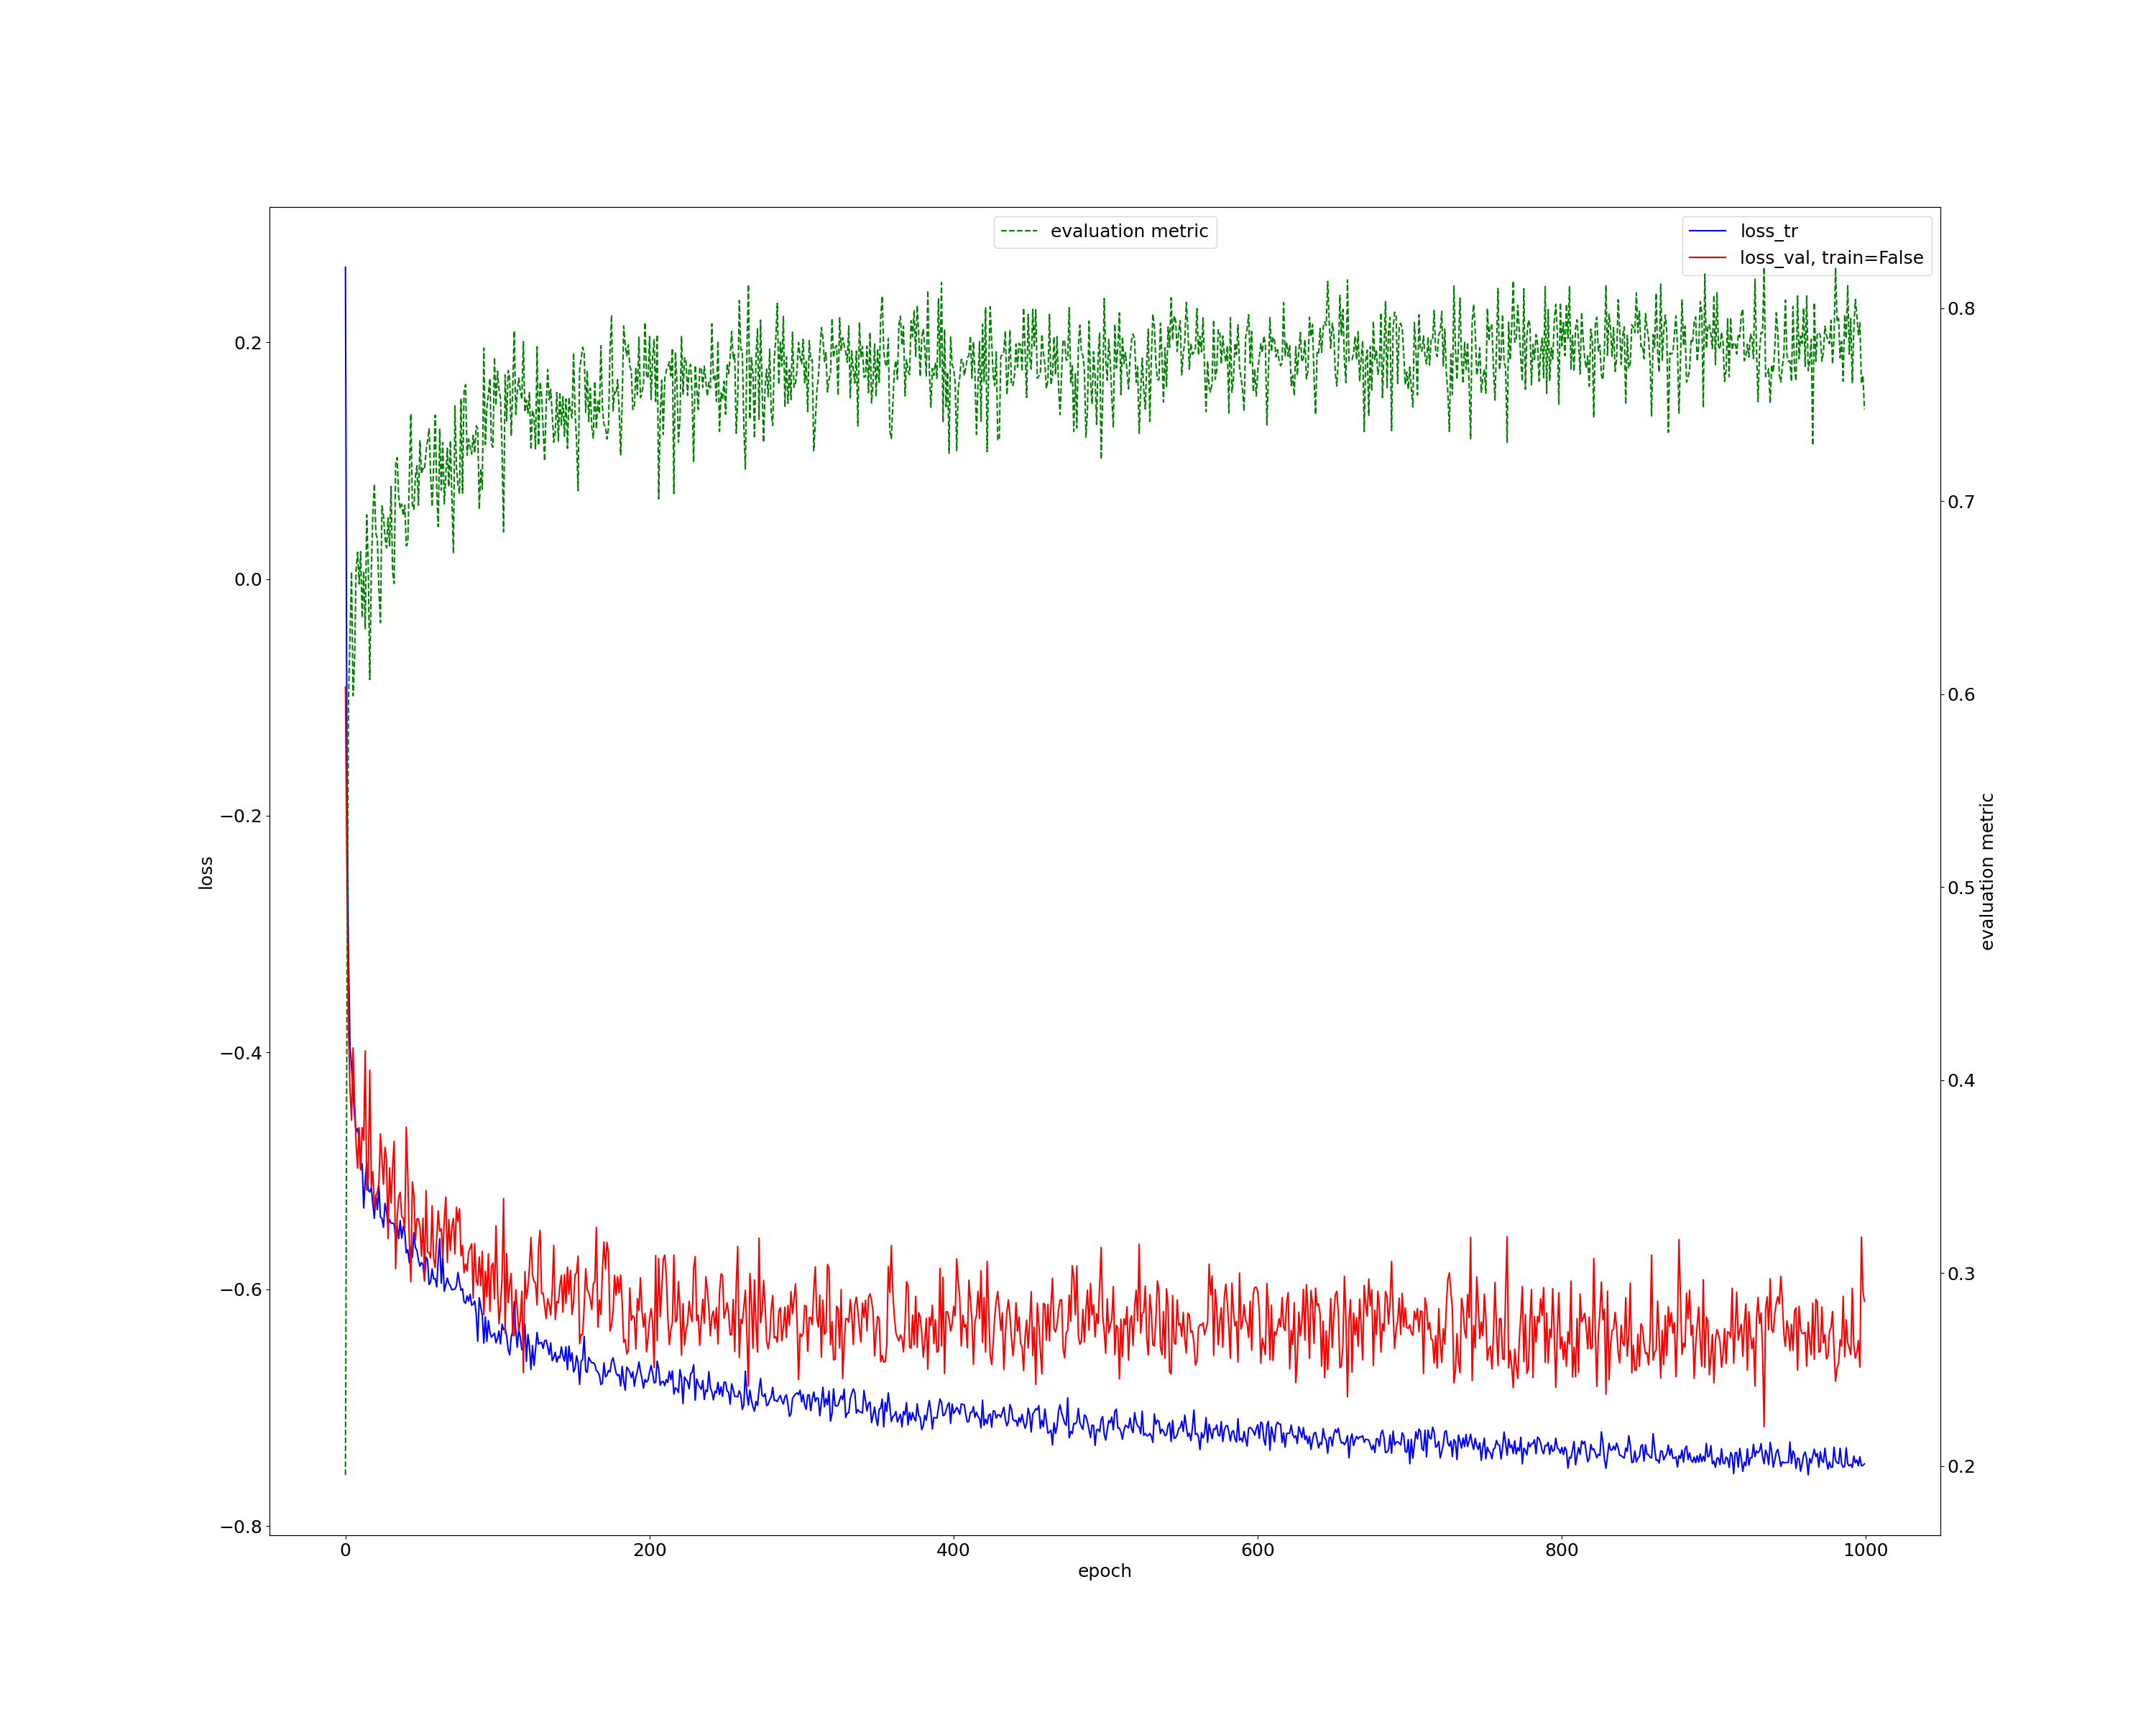 evaluation metric
loss_tr
loss_val, train=False
0.2
0.0
−0.2
−0.4
−0.6
−0.8
loss
0.8
0.7
0.6
0.5
0.4
0.3
0.2
evaluation metric
0 200 400 600 800 1000
epoch